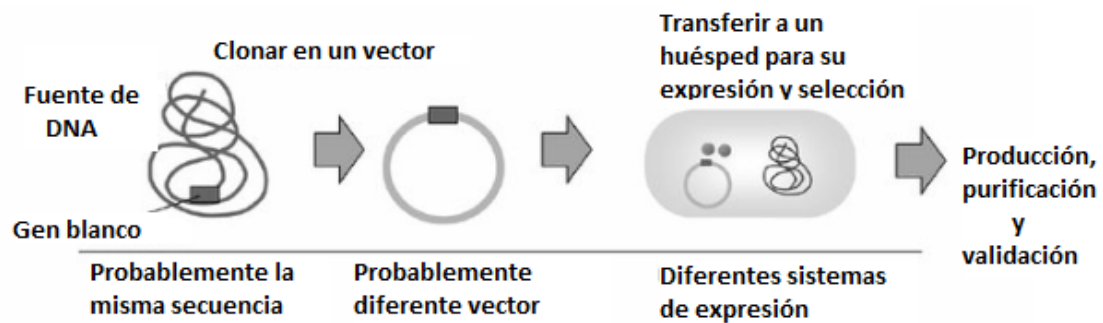 Clonar en un vector
Transferir a un
huésped para su
expresión y selección
Fuente de
DNA
Gen blanco
Producción,
purificación
y
validación
Probablemente la
misma secuencia
Probablemente
diferente vector
Diferentes sistemas
de expresión